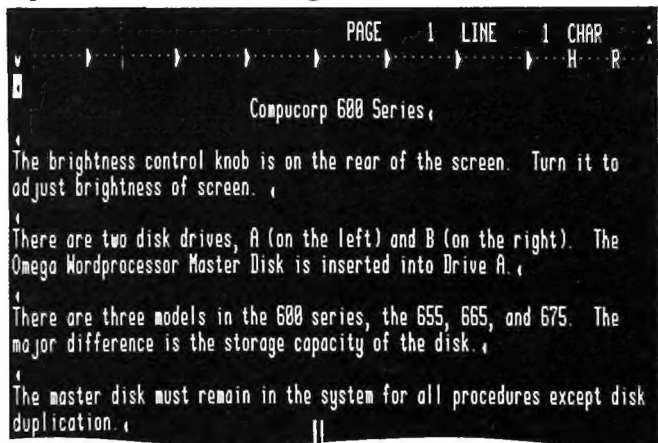 PAGE 1 LINE 1 CHAR 1
H R
Compucorp 600 Series
The brightness control knob is on the rear of the screen. Turn it to
adjust brightness of screen.
There are two disk drives, A (on the left) and B (on the right). The
Omega Wordprocessor Master Disk is inserted into Drive A.
There are three models in the 600 series, the 655, 665, and 675. The
major difference is the storage capacity of the disk.
The master disk must remain in the system for all procedures except disk
duplication.